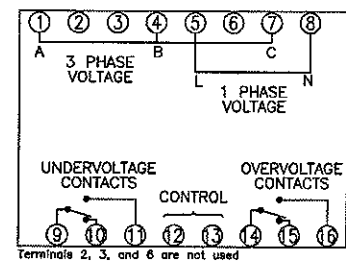 1 2 3 4 5 6 7 8
A B C
3 PHASE
VOLTAGE
L N
1 PHASE
VOLTAGE
UNDERVOLTAGE
CONTACTS
CONTROL
OVERVOLTAGE
CONTACTS
9 10 11 12 13 14 15 16
Terminals 2, 3, and 6 are not used